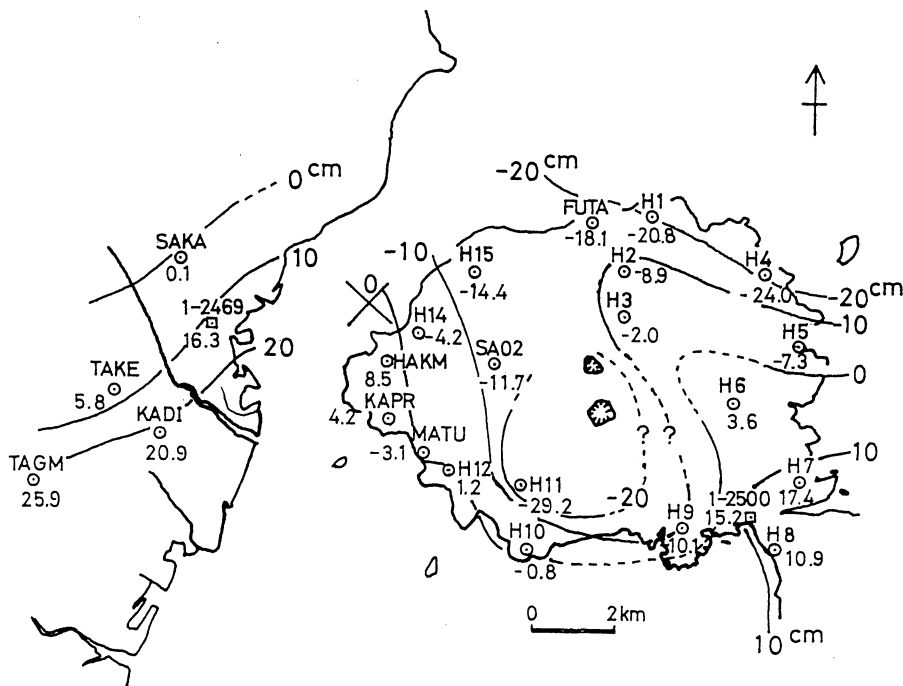 0 cm
-20 cm
FUTA
-18.1
H1
-20.8
SAKA
0.1
10
-10
H15
-14.4
H2
-8.9
H4
-24.0
-20 cm
10
1-2469
16.3
0
H14
-4.2
H3
-2.0
H5
-7.3
0
20
HAKM
8.5
SA02
-11.7
TAKE
5.8
H6
3.6
KAPR
4.2
KADI
20.9
MATU
-3.1
?
?
10
TAGM
25.9
H12
1.2
H11
-29.2
-20
H7
17.4
1-2500
15.2
H9
10.1
H10
-0.8
H8
10.9
0
2km
10 cm